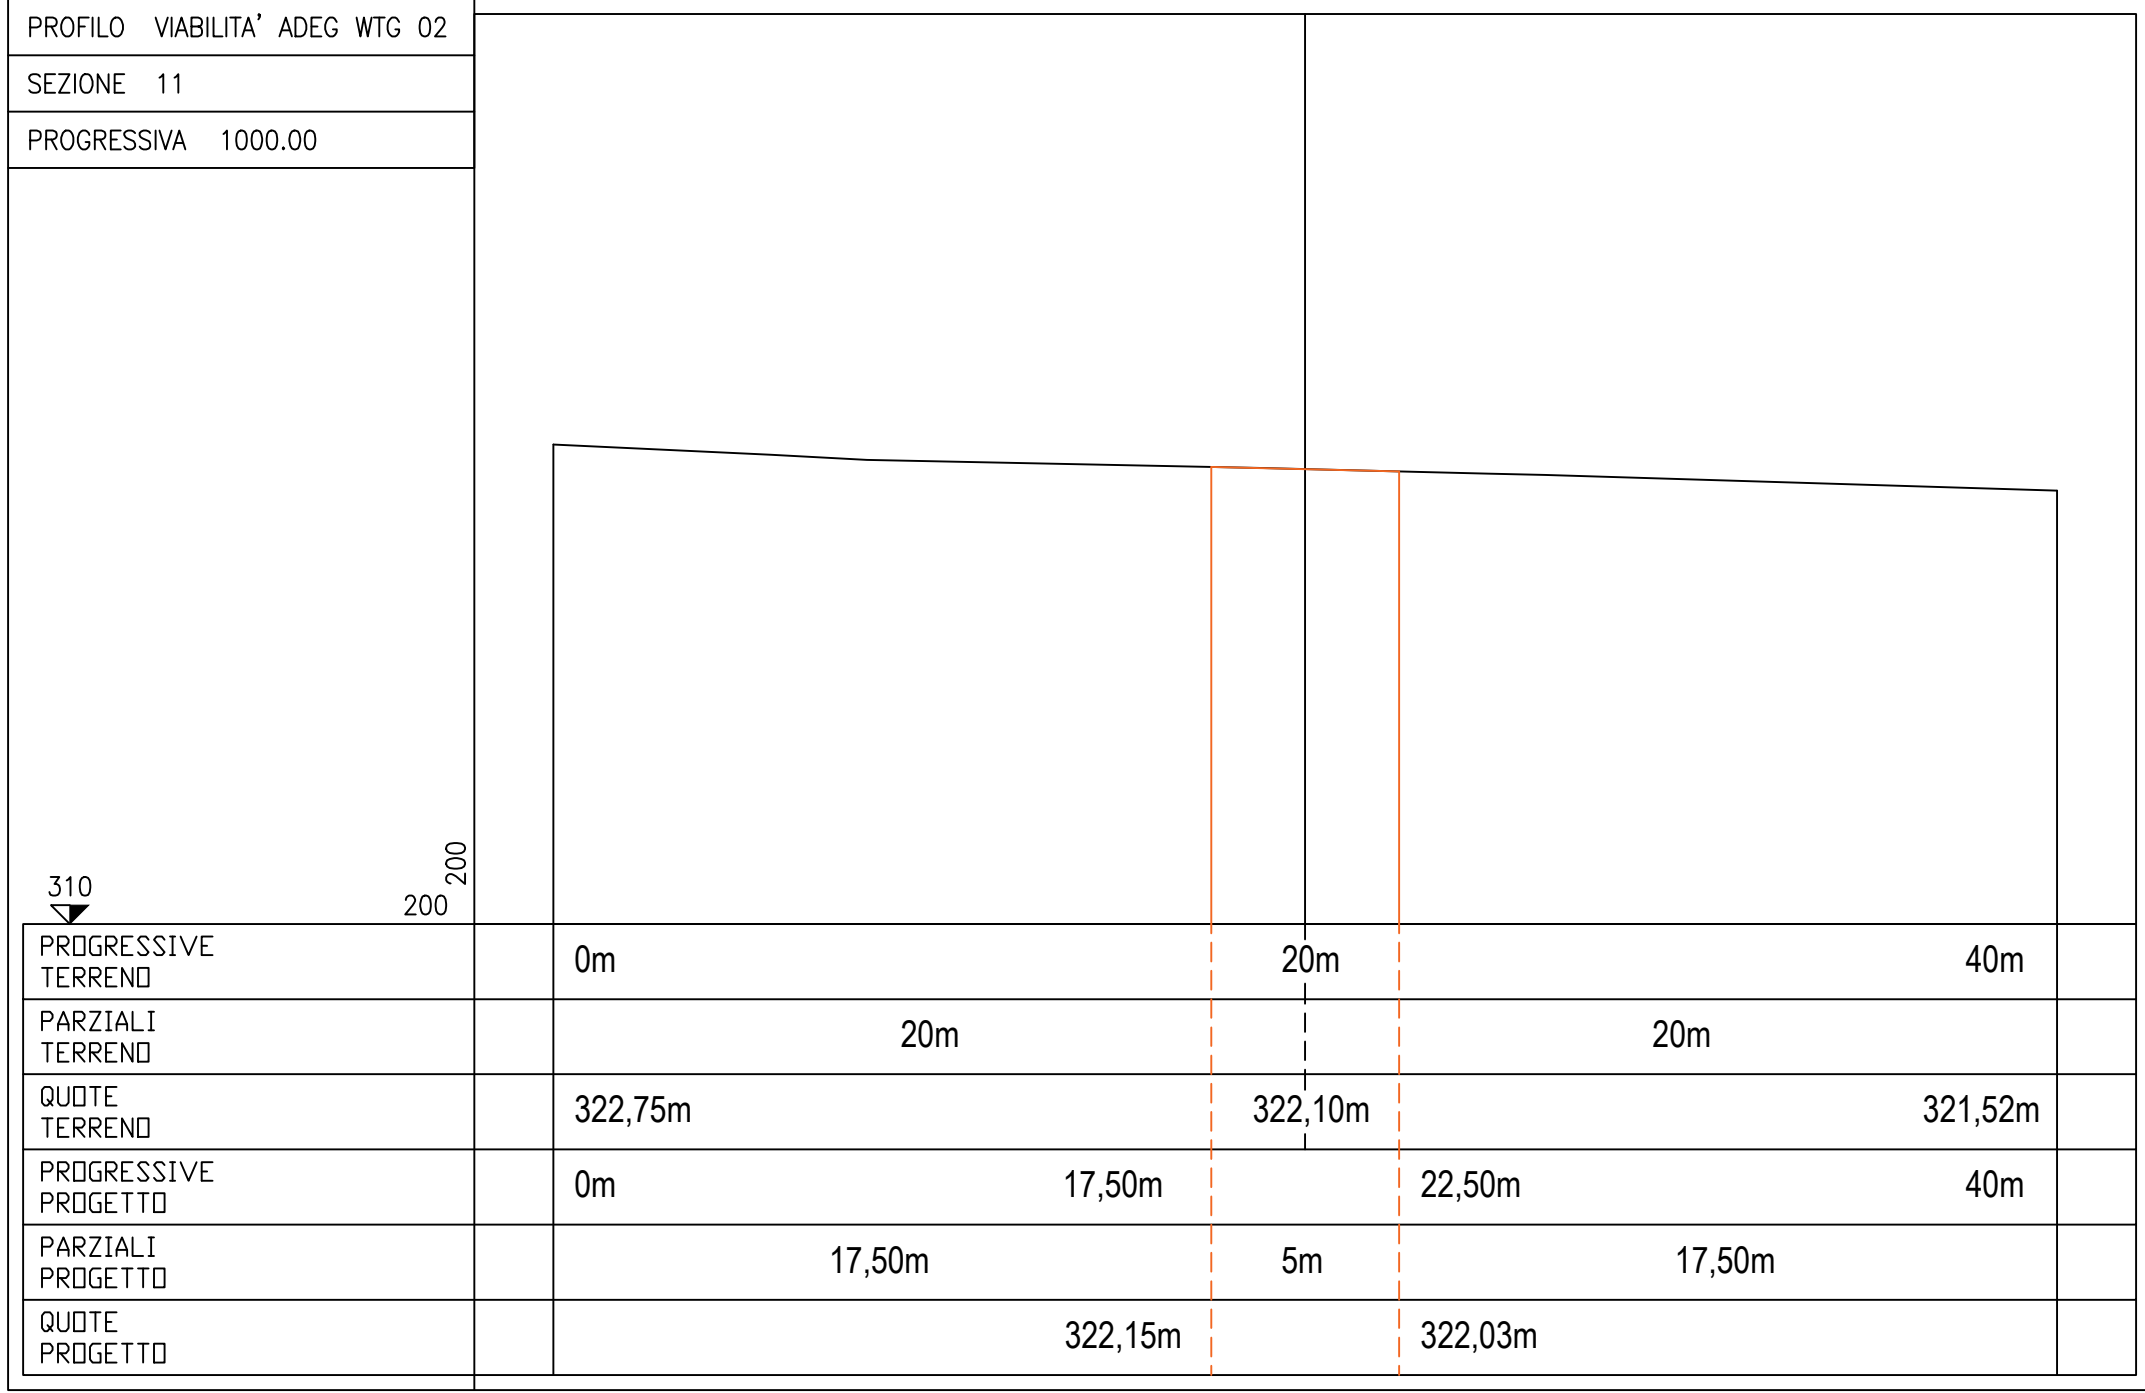 PROFILO VIABILITA' ADEG WTG 02
SEZIONE 11
PROGRESSIVA 1000.00
200
310
200
PROGRESSIVE
TERRENO
0m 20m 40m
PARZIALI
TERRENO
20m 20m
QUOTE
TERRENO
322,75m 322,10m 321,52m
PROGRESSIVE
PROGETTO
0m 17,50m 22,50m 40m
PARZIALI
PROGETTO
17,50m 5m 17,50m
QUOTE
PROGETTO
322,15m 322,03m